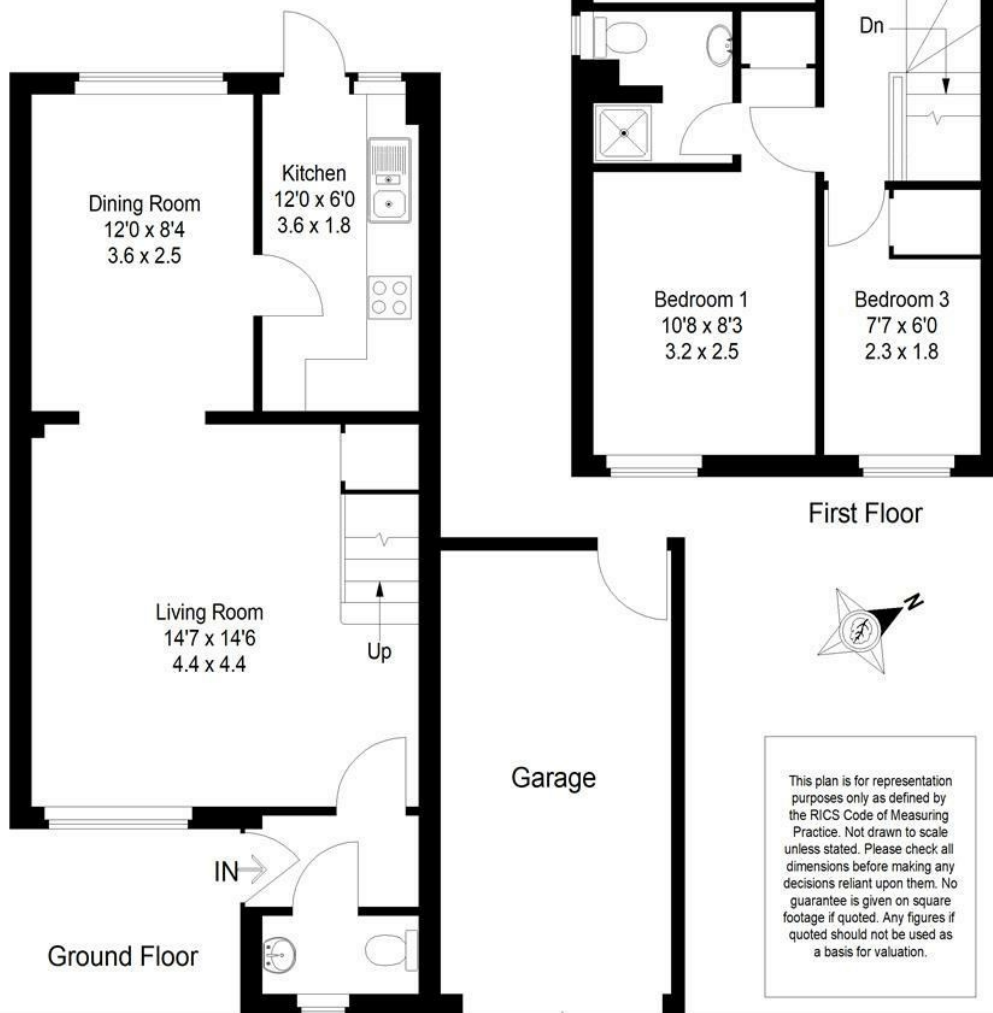 Dn
Kitchen
12'0 x 6'0
3.6 x 1.8
Dining Room
12'0 x 8'4
3.6 x 2.5
Bedroom 1
10'8 x 8'3
3.2 x 2.5
Bedroom 3
7'7 x 6'0
2.3 x 1.8
First Floor
N
Living Room
14'7 x 14'6
4.4 x 4.4
Up
Garage
IN
Ground Floor
This plan is for representation
purposes only as defined by
the RICS Code of Measuring
Practice. Not drawn to scale
unless stated. Please check all
dimensions before making any
decisions reliant upon them. No
guarantee is given on square
footage if quoted. Any figures if
quoted should not be used as
a basis for valuation.